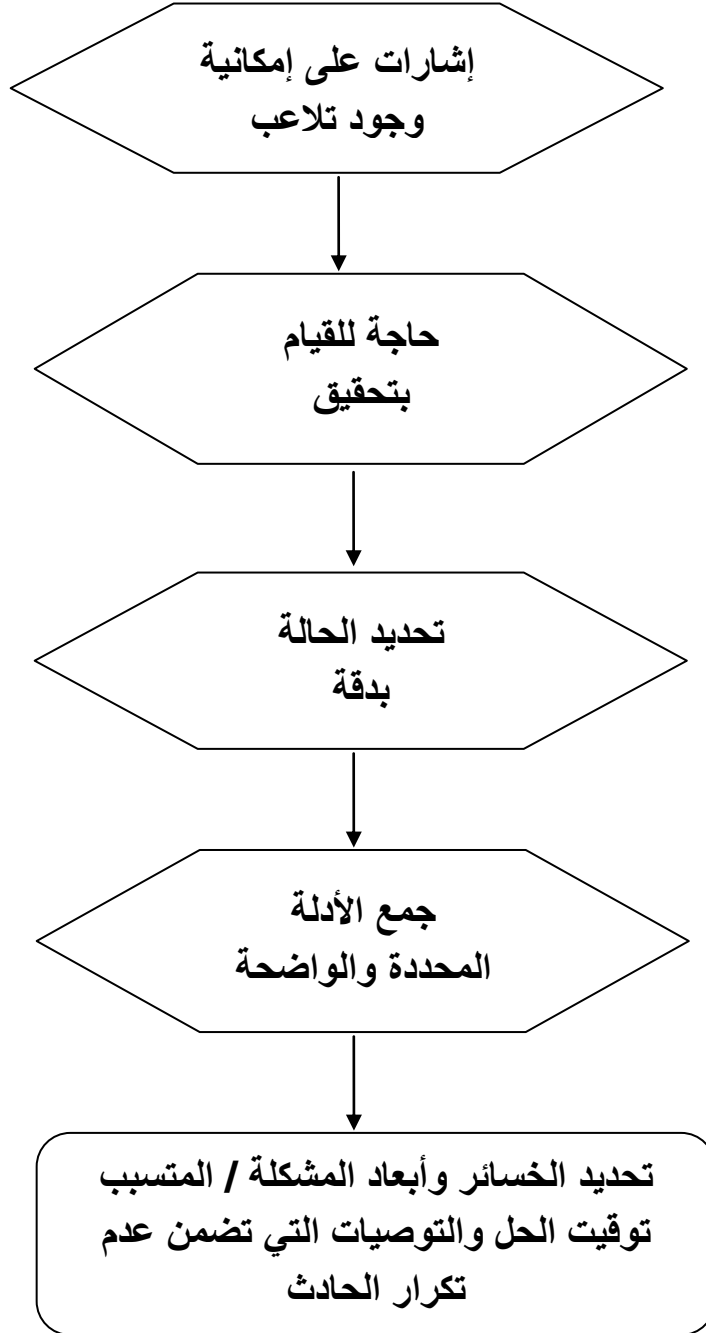 إشارات على إمكانية
وجود تلاعب
حاجة للقيام
بتحقيق
تحديد الحالة
بدقة
جمع الأدلة
المحددة والواضحة
تحديد الخسائر وأبعاد المشكلة / المتسبب
توقيت الحل والتوصيات التي تضمن عدم
تكرار الحادث